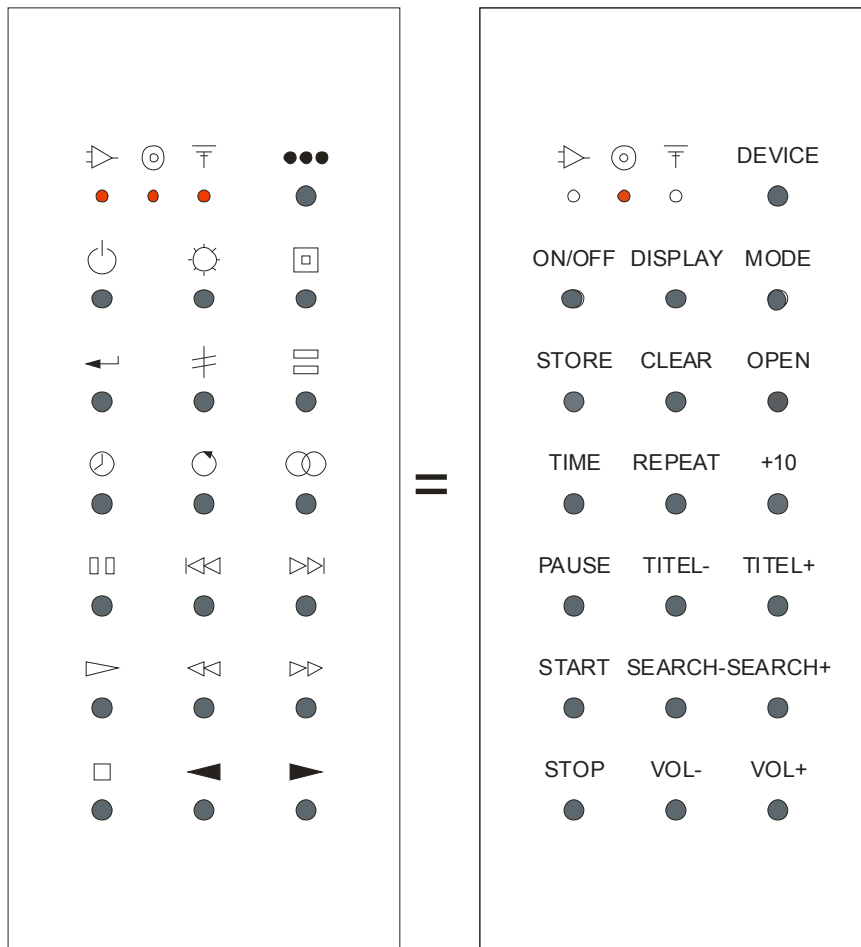 DEVICE
ON/OFF DISPLAY MODE
STORE CLEAR OPEN
=
TIME REPEAT +10
PAUSE TITEL- TITEL+
START SEARCH- SEARCH+
STOP VOL- VOL+